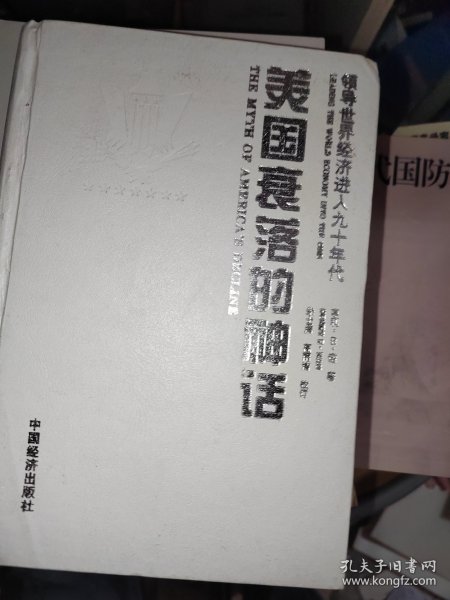 领导世界经济进入九十年代
LEADING THE WORLD ECONOMY INTO THE
美国衰落的神话
THE MYTH OF AMERICA'S DECLINE
中国经济出版社
代国防
孔夫子旧书网
www.kongfz.com